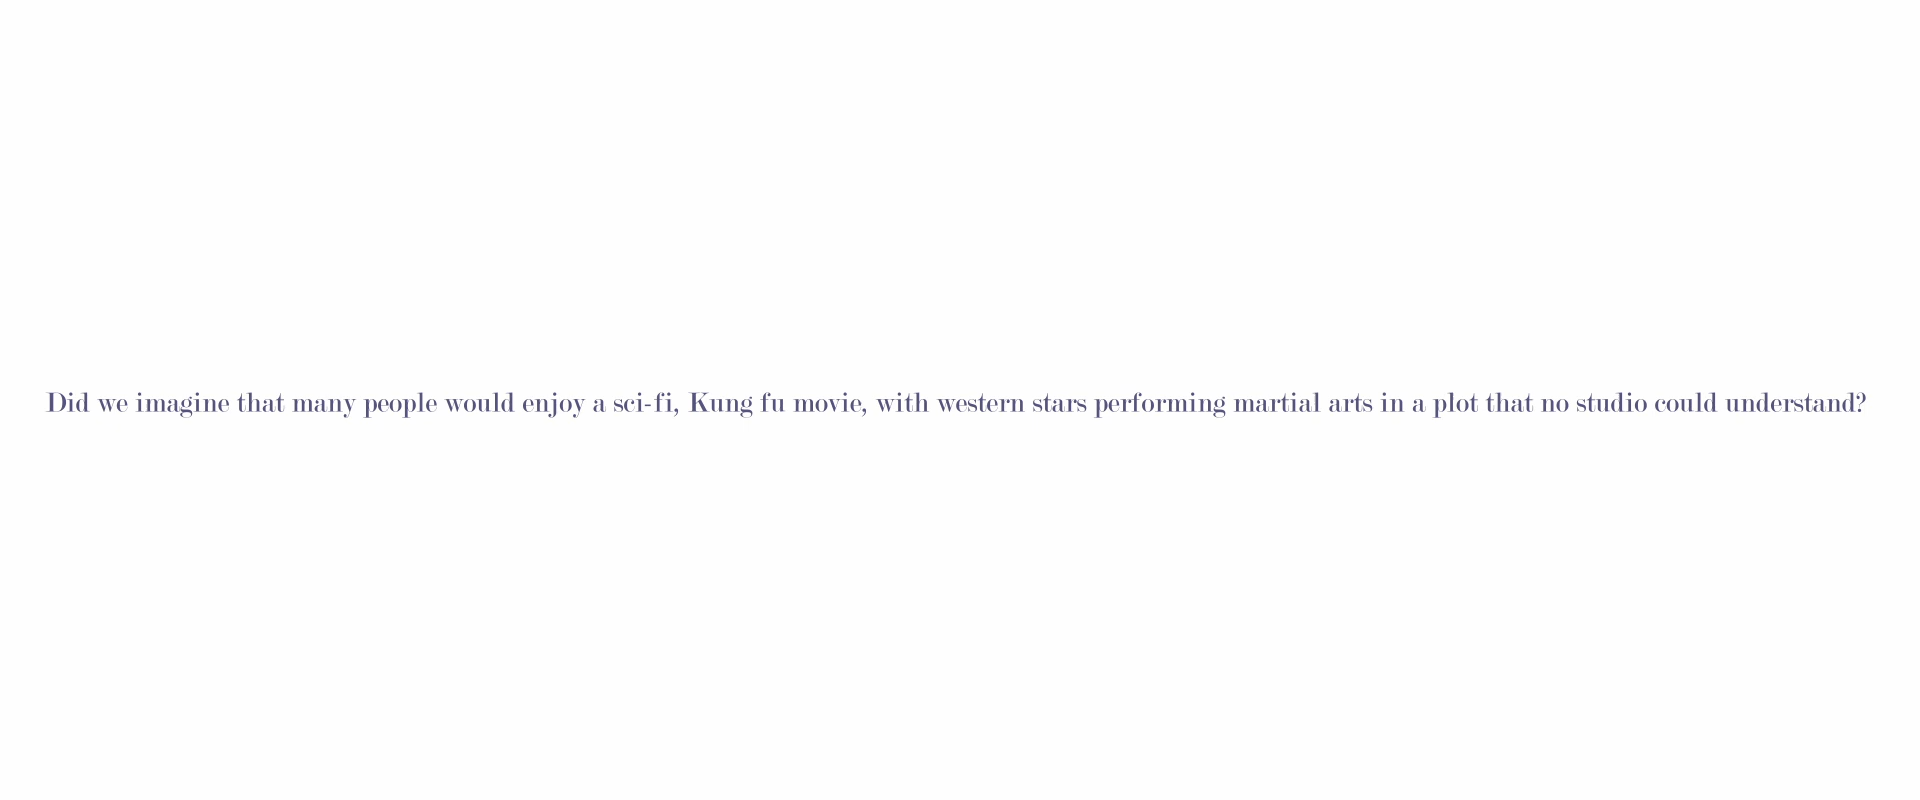 Did we imagine that many people would enjoy a sci-fi, Kung fu movie, with western stars performing martial arts in a plot that no studio could understand?